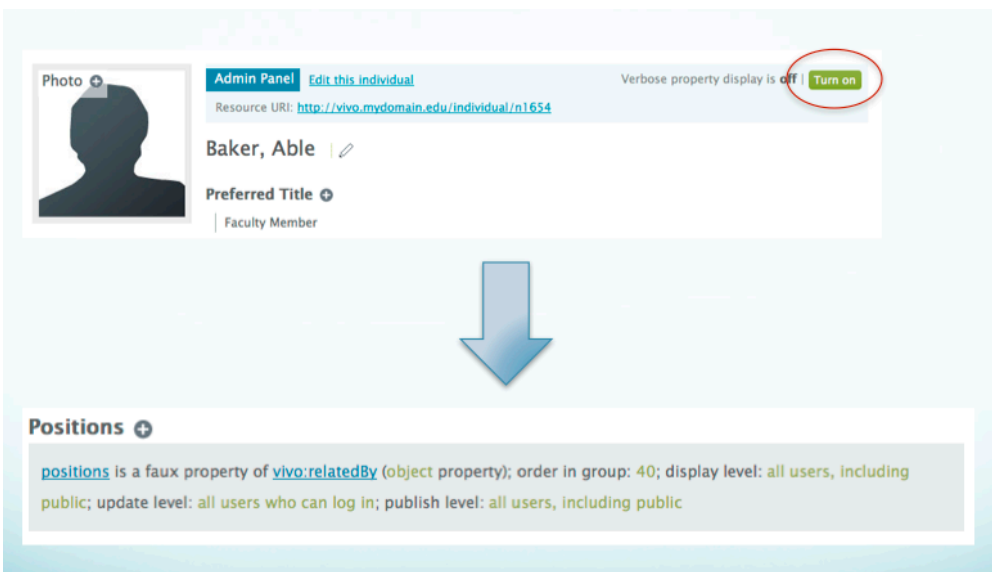 Photo
Admin Panel Edit this individual Verbose property display is off | Turn on
Resource URI: http://vivo.mydomain.edu/individual/n1654
Baker, Able
Preferred Title
Faculty Member
Positions
positions is a faux property of vivo:relatedBy (object property); order in group: 40; display level: all users, including
public; update level: all users who can log in; publish level: all users, including public